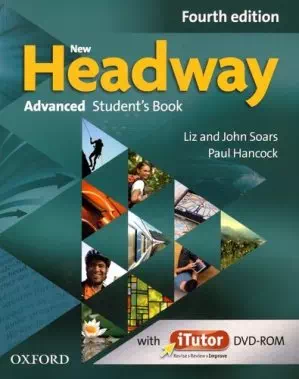 Fourth edition
New
Headway
Advanced Student's Book
Liz and John Soars
Paul Hancock
with iTutor DVD-ROM
Revise • Review • Improve
OXFORD